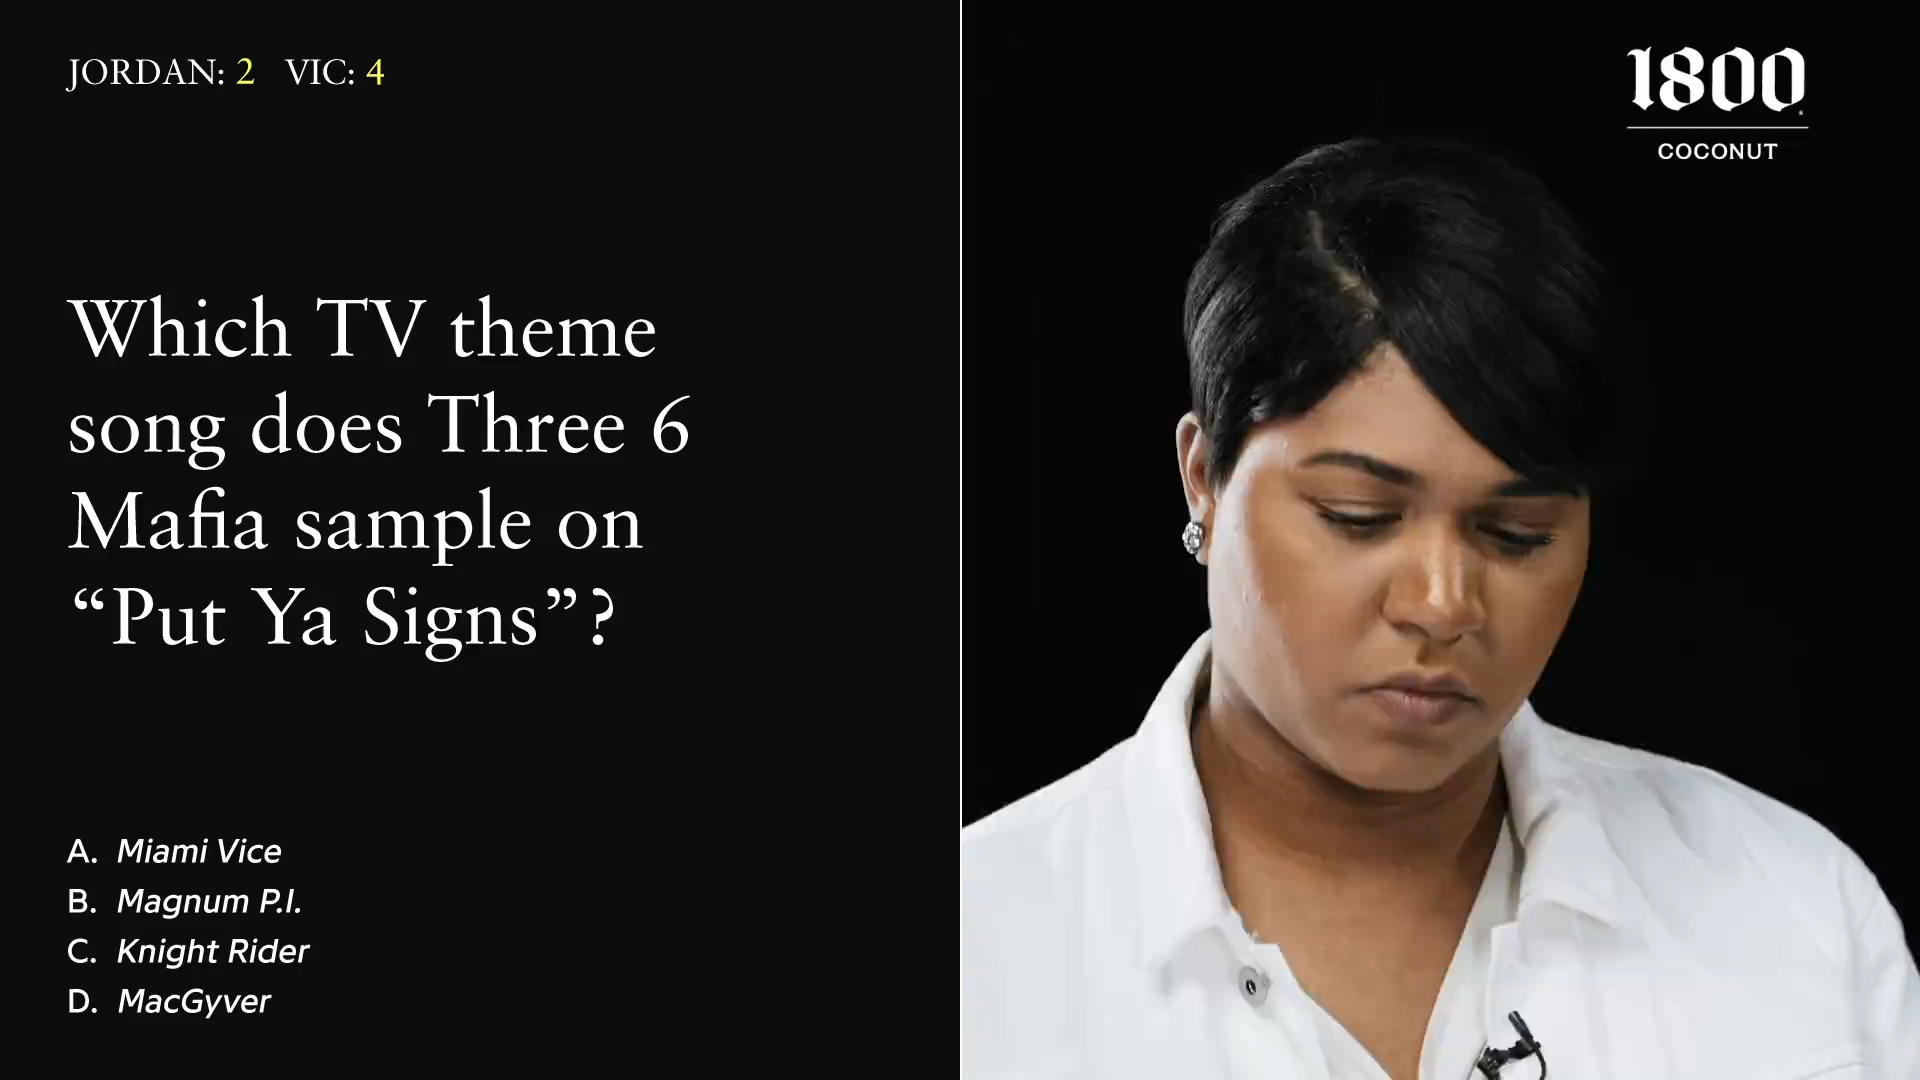 JORDAN: 2 VIC: 4
1800
COCONUT
Which TV theme
song does Three 6
Mafia sample on
“Put Ya Signs”?
A. Miami Vice
B. Magnum P.I.
C. Knight Rider
D. MacGyver